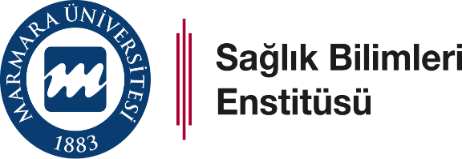 MARMARA ÜNİVERSİTESİ
1883
m
Sağlık Bilimleri
Enstitüsü